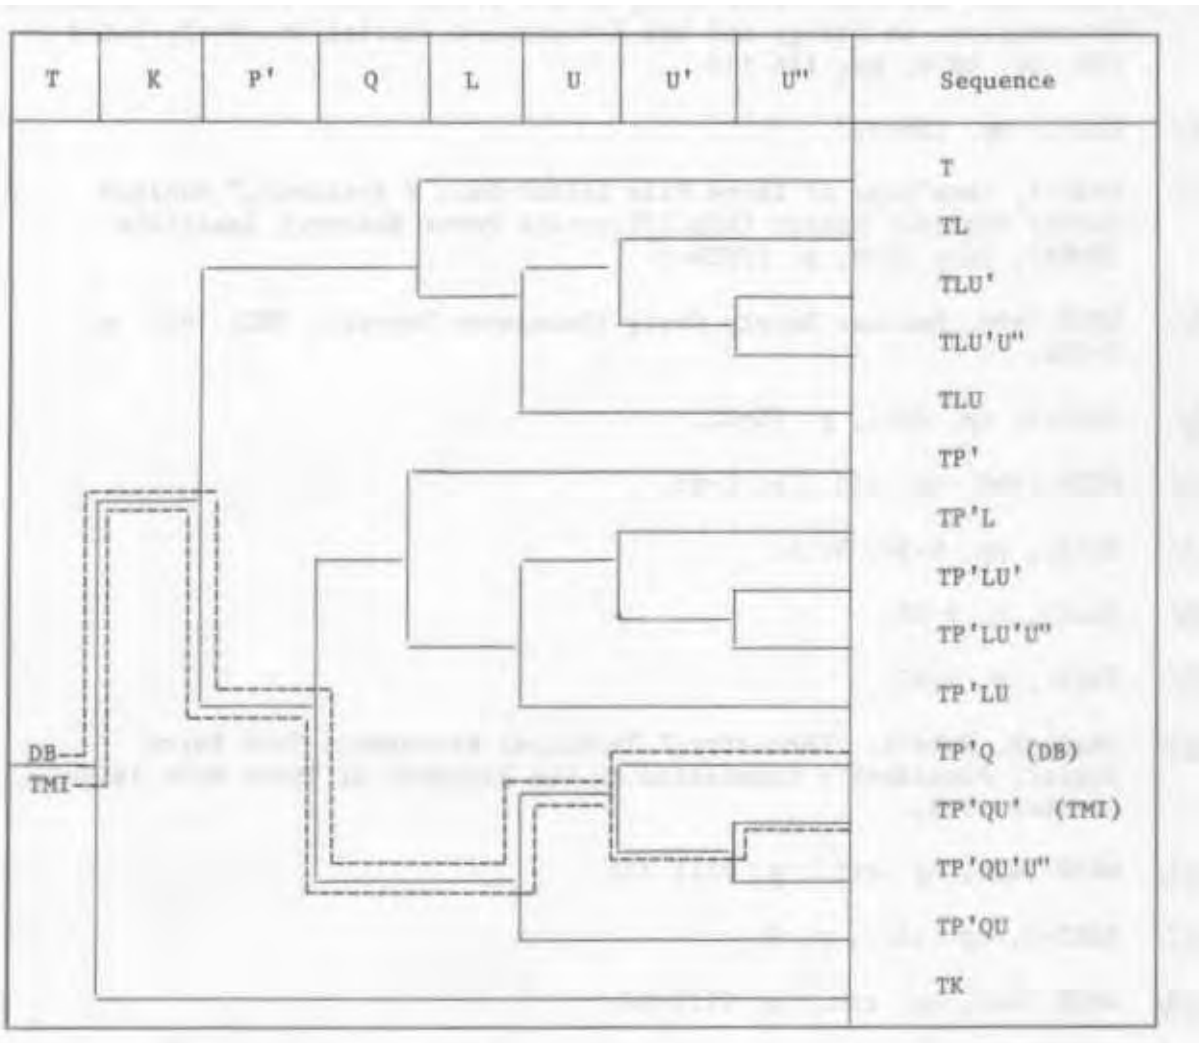 T K P' Q L U U' U" Sequence
T
TL
TLU'
TLU'U"
TLU
TP'
TP'L
TP'LU'
TP'LU'U"
TP'LU
DB
TP'Q (DB)
TMI
TP'QU' (TMI)
TP'QU'U"
TP'QU
TK